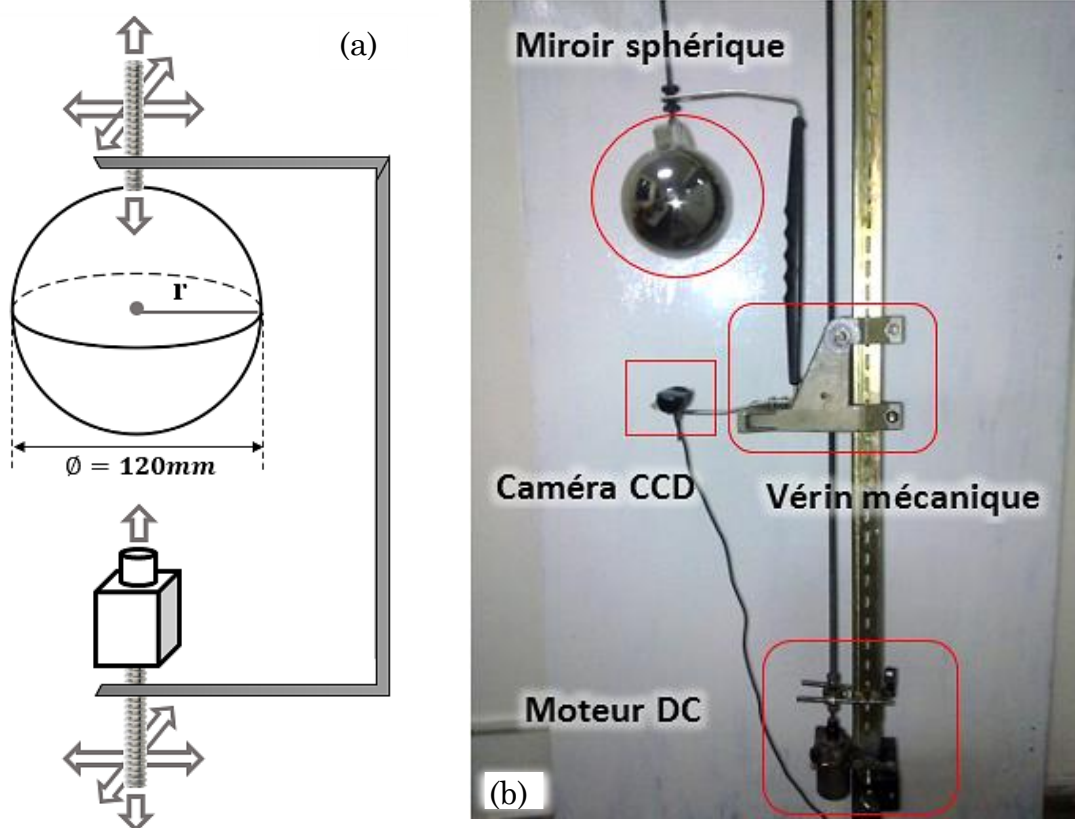 (a)
r
Ø = 120mm
Miroir sphérique
Caméra CCD
Vérin mécanique
Moteur DC
(b)